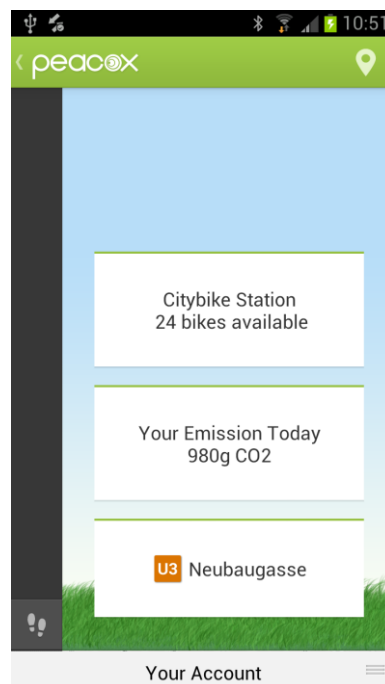 10:51
peacox
Citybike Station
24 bikes available
Your Emission Today
980g CO2
U3 Neubaugasse
Your Account